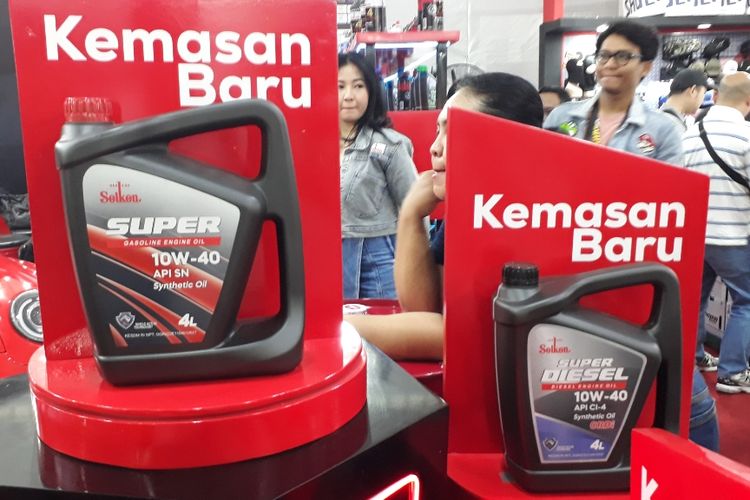 Kemasan
Baru
Seiken
SUPER
GASOLINE ENGINE OIL
10W-40
API SN
Synthetic Oil
4L
Kemasan
Baru
Seiken
SUPER
DIESEL
DIESEL ENGINE OIL
10W-40
API CI-4
Synthetic Oil
CRDi
4L
K